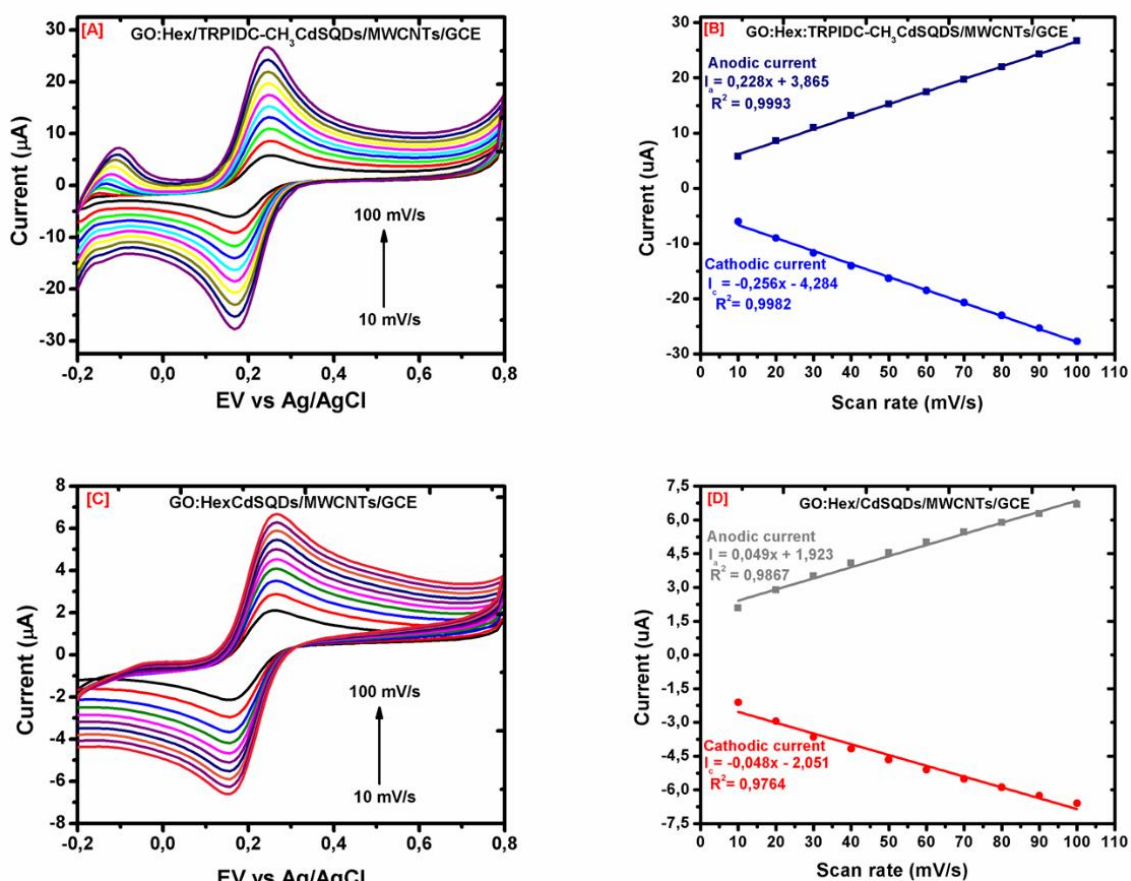 [A]
GO:Hex/TRPIDC-CH3CdSQDs/MWCNTs/GCE
Current (μA)
30
20
10
0
-10
-20
-30
100 mV/s
10 mV/s
-0,2 0,0 0,2 0,4 0,6 0,8
EV vs Ag/AgCl
[B]
GO:Hex:TRPIDC-CH3CdSQDS/MWCNTs/GCE
Anodic current
Ia= 0,228x + 3,865
R2 = 0,9993
Cathodic current
Ic = -0,256x - 4,284
R2= 0,9982
Current (uA)
30
20
10
0
-10
-20
-30
0 10 20 30 40 50 60 70 80 90 100 110
Scan rate (mV/s)
[C]
GO:HexCdSQDs/MWCNTs/GCE
Current (μA)
8
6
4
2
0
-2
-4
-6
-8
100 mV/s
10 mV/s
-0,2 0,0 0,2 0,4 0,6 0,8
EV vs Ag/AgCl
[D]
GO:Hex/CdSQDs/MWCNTs/GCE
Anodic current
Ia= 0,049x + 1,923
R2 = 0,9867
Cathodic current
Ic = -0,048x - 2,051
R2= 0,9764
Current (uA)
7,5
6,0
4,5
3,0
1,5
0,0
-1,5
-3,0
-4,5
-6,0
-7,5
0 10 20 30 40 50 60 70 80 90 100 110
Scan rate (mV/s)